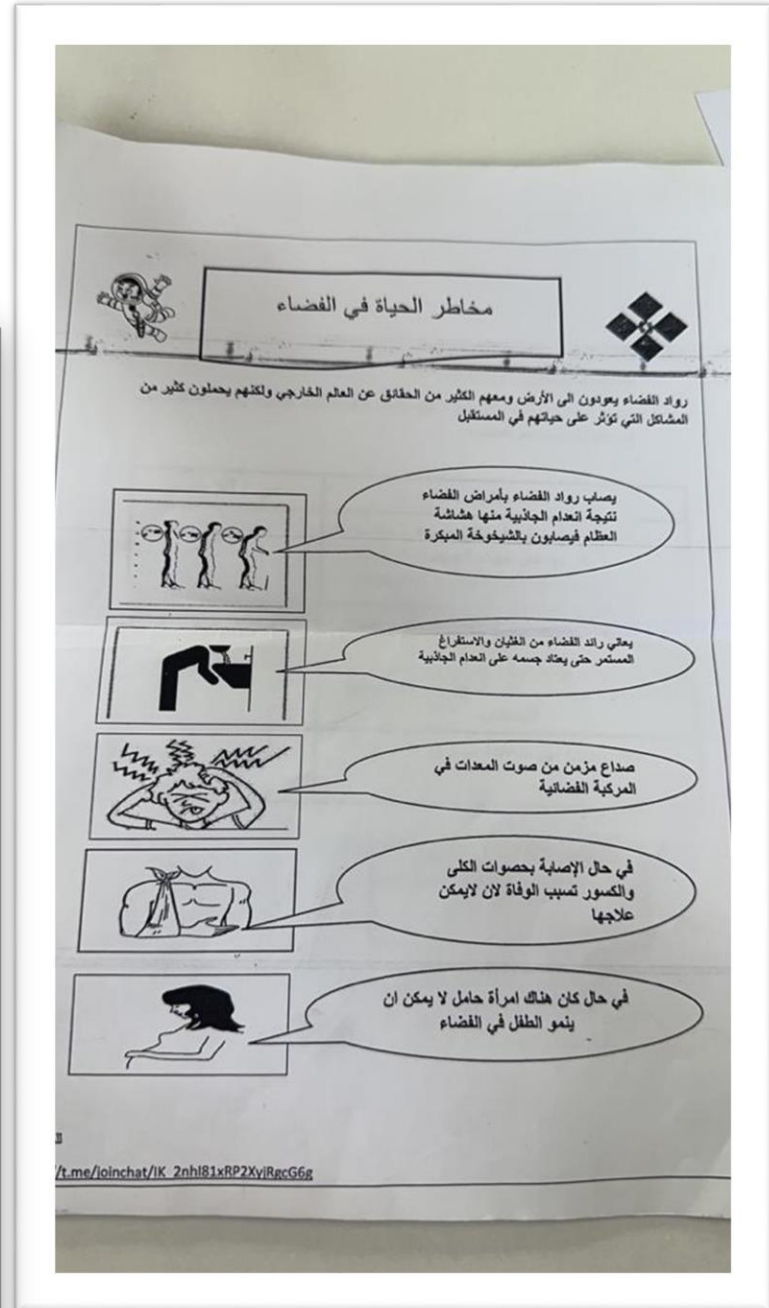 مخاطر الحياة في الفضاء
رواد الفضاء يعودون الى الأرض ومعهم الكثير من الحقائق عن العالم الخارجي ولكنهم يحملون كثير من
المشاكل التي تؤثر على حياتهم في المستقبل
يصاب رواد الفضاء بأمراض الفضاء
نتيجة انعدام الجاذبية منها هشاشة
العظام فيصابون بالشيخوخة المبكرة
يعاني رائد الفضاء من الغثيان والاستفراغ
المستمر حتى يعتاد جسمه على انعدام الجاذبية
صداع مزمن من صوت المعدات في
المركبة الفضائية
في حال الإصابة بحصوات الكلى
والكسور تسبب الوفاة لان لايمكن
علاجها
في حال كان هناك امرأة حامل لا يمكن ان
ينمو الطفل في الفضاء
/t.me/joinchat/IK_2nhl81xRP2XyjRgcG6g